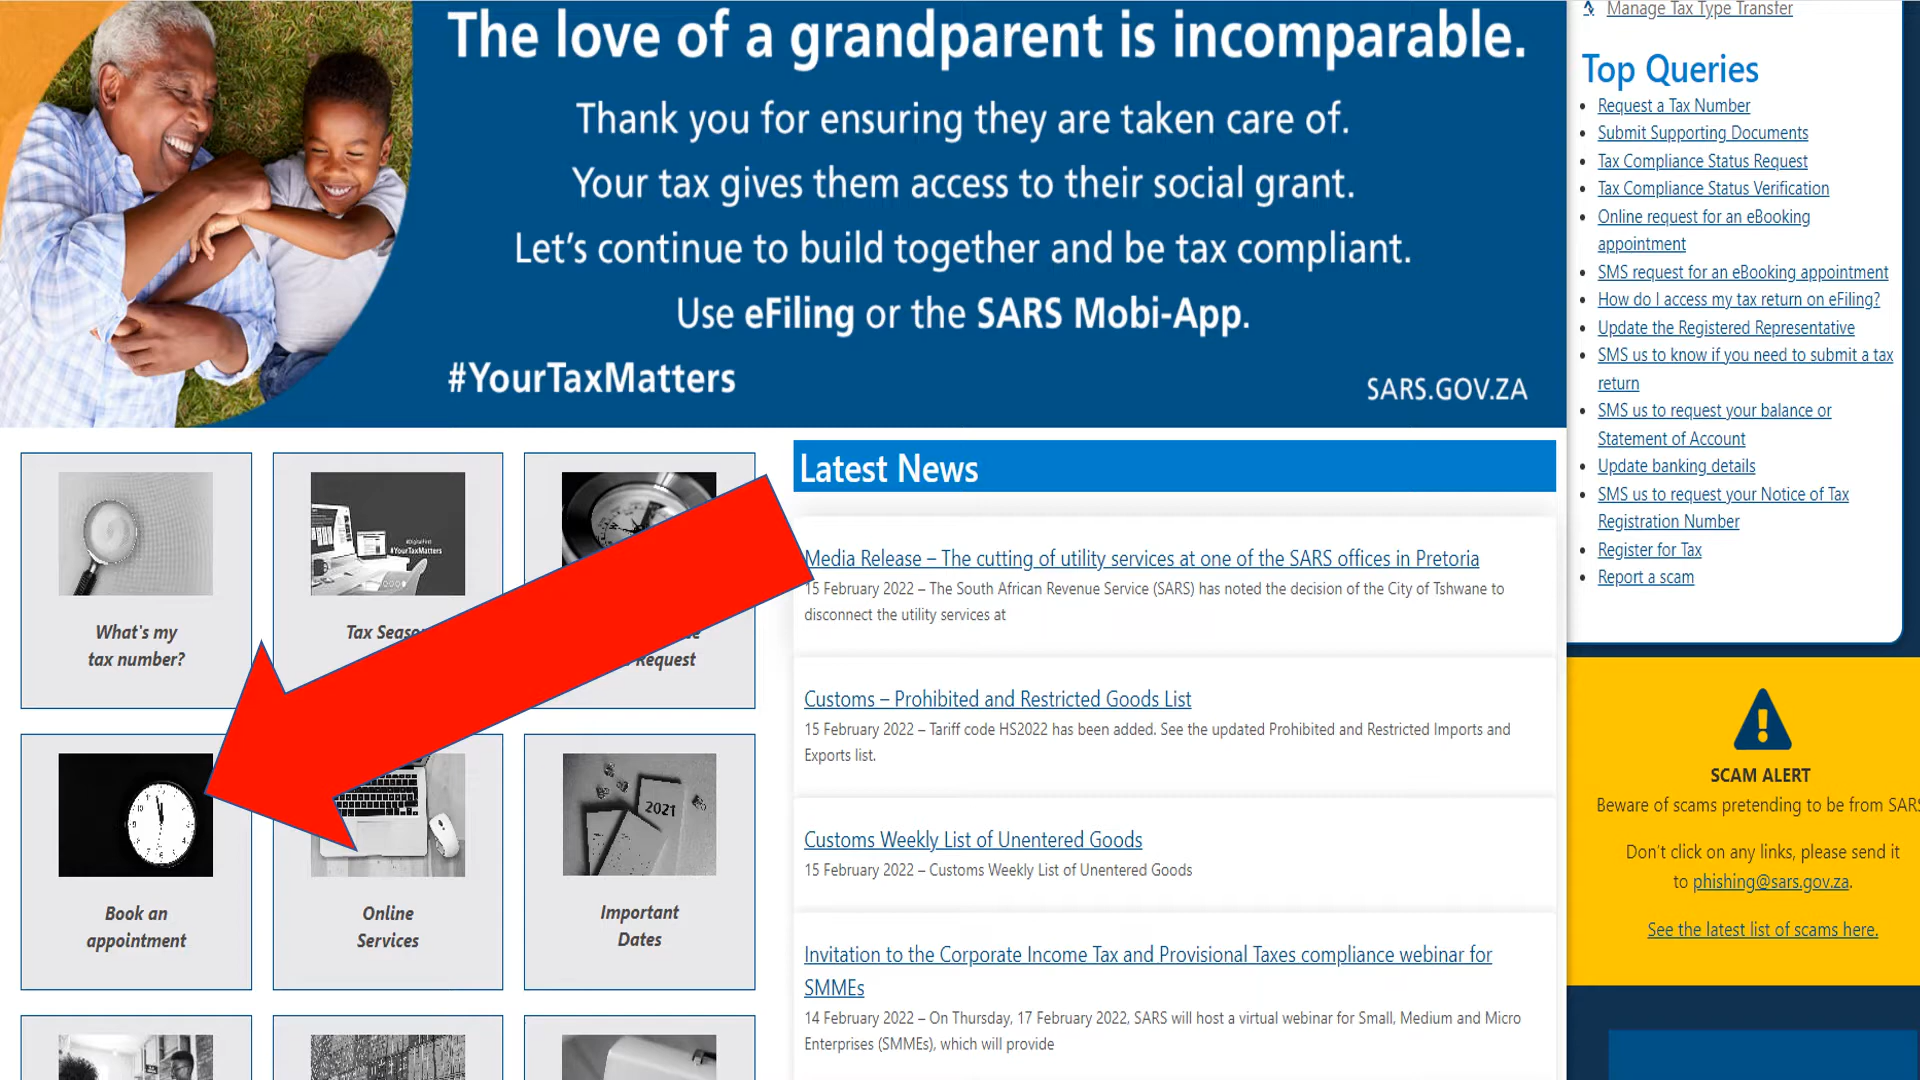 The love of a grandparent is incomparable.
Thank you for ensuring they are taken care of.
Your tax gives them access to their social grant.
Let's continue to build together and be tax compliant.
Use eFiling or the SARS Mobi-App.
#YourTaxMatters
SARS.GOV.ZA
What's my
tax number?
#YourTaxMatters
Tax
Request
Book an
appointment
Online
Services
2021
Important
Dates
Latest News
Media Release – The cutting of utility services at one of the SARS offices in Pretoria
15 February 2022 – The South African Revenue Service (SARS) has noted the decision of the City of Tshwane to
disconnect the utility services at
Customs – Prohibited and Restricted Goods List
15 February 2022 – Tariff code HS2022 has been added. See the updated Prohibited and Restricted Imports and
Exports list.
Customs Weekly List of Unentered Goods
15 February 2022 – Customs Weekly List of Unentered Goods
Invitation to the Corporate Income Tax and Provisional Taxes compliance webinar for
SMMEs
14 February 2022 – On Thursday, 17 February 2022, SARS will host a virtual webinar for Small, Medium and Micro
Enterprises (SMMEs), which will provide
Manage Tax Type Transfer
Top Queries
Request a Tax Number
Submit Supporting Documents
Tax Compliance Status Request
Tax Compliance Status Verification
Online request for an eBooking
appointment
SMS request for an eBooking appointment
How do I access my tax return on eFiling?
Update the Registered Representative
SMS us to know if you need to submit a tax
return
SMS us to request your balance or
Statement of Account
Update banking details
SMS us to request your Notice of Tax
Registration Number
Register for Tax
Report a scam
SCAM ALERT
Beware of scams pretending to be from SARS
Don't click on any links, please send it
to phishing@sars.gov.za.
See the latest list of scams here.